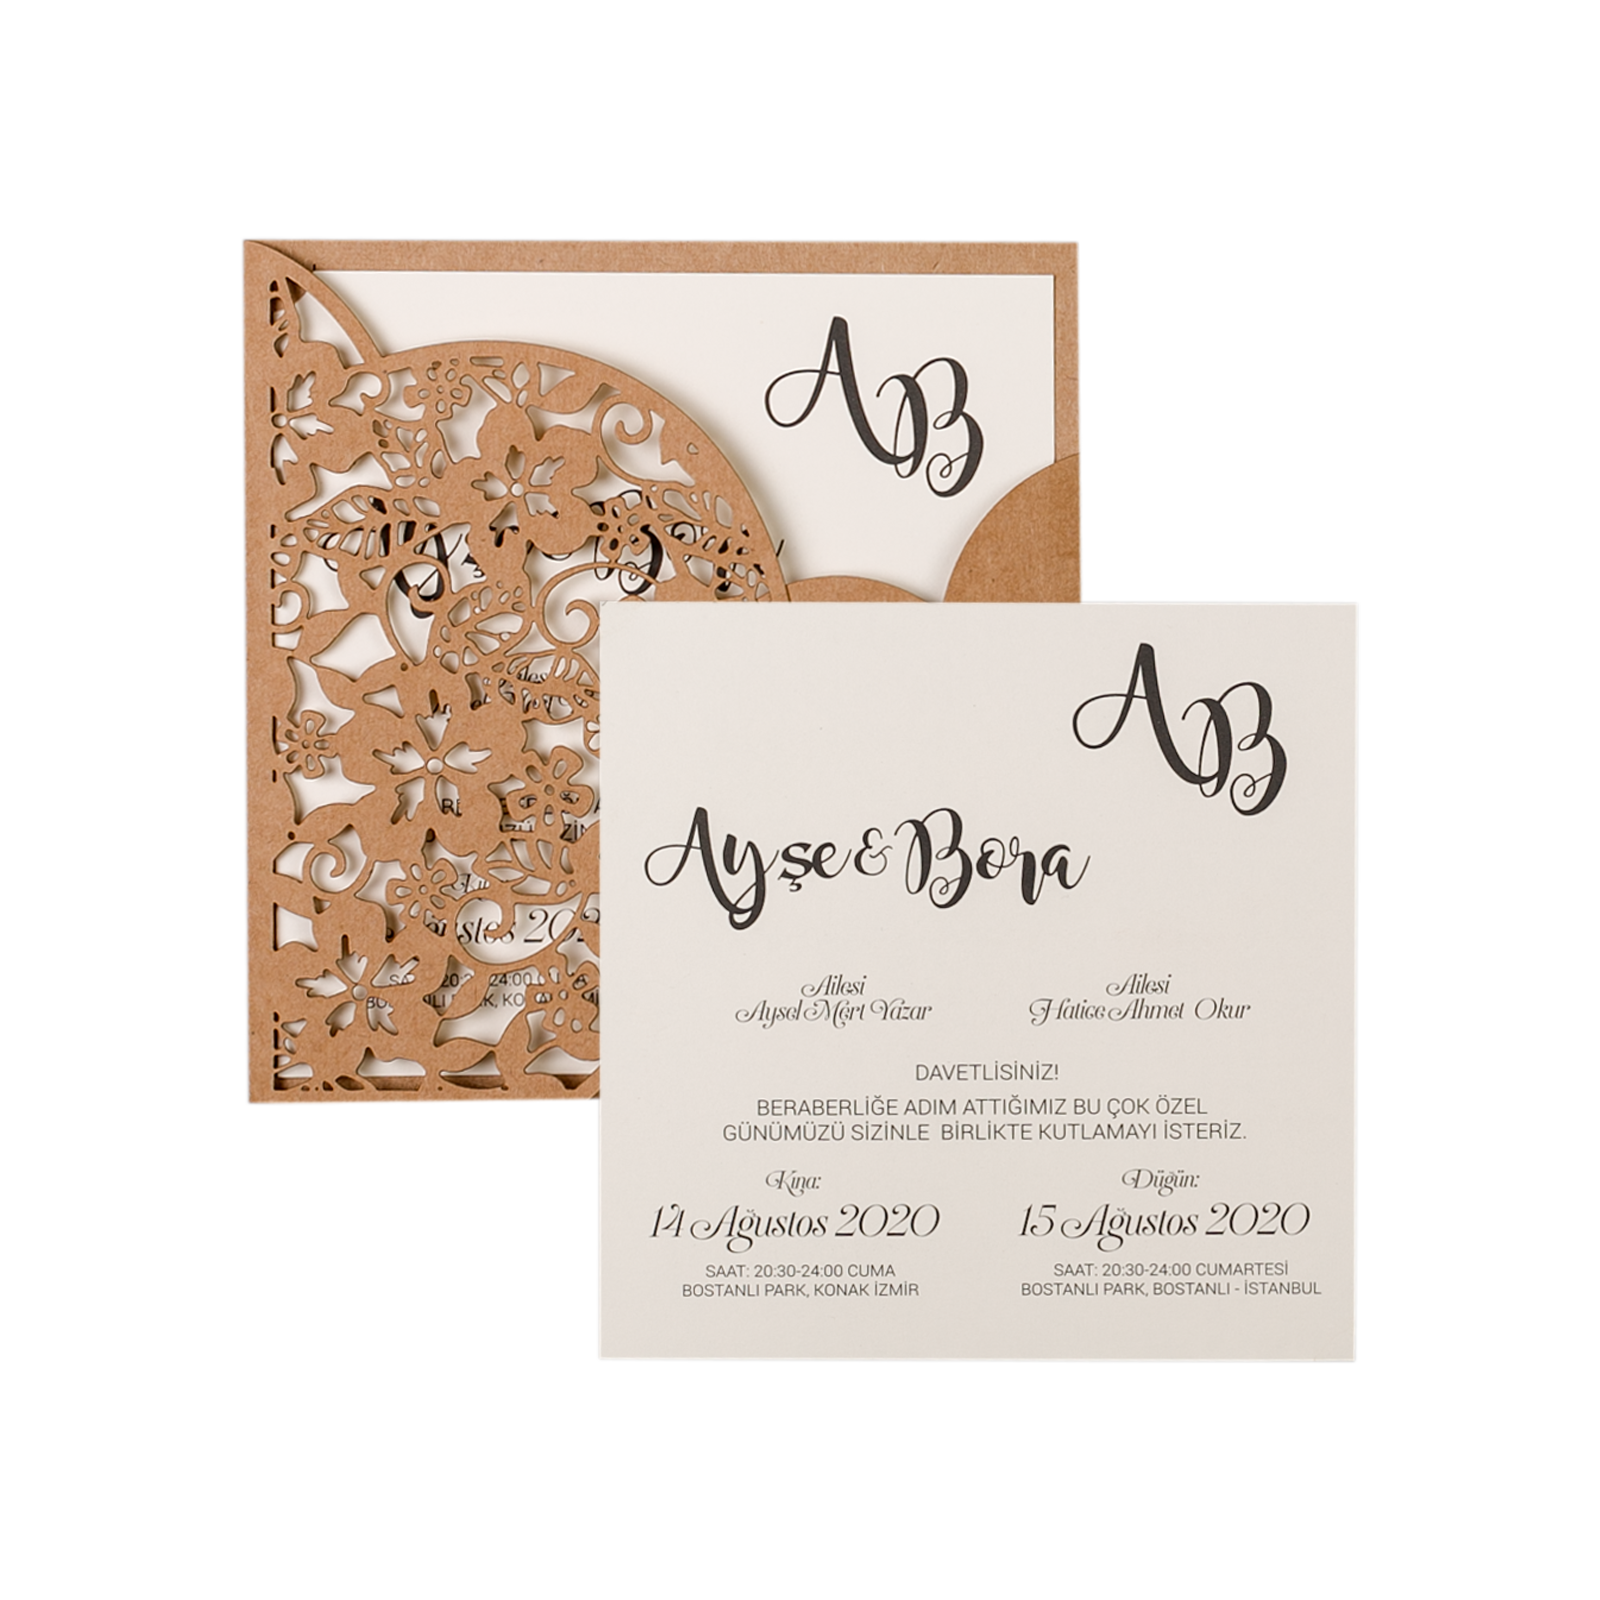 AB
AB
Ayşe & Bora
Ailesi
Aysel Mert Yazar
Ailesi
Hatice Ahmet Okur
DAVETLİSİNİZ!
BERABERLİĞE ADIM ATTIĞIMIZ BU ÇOK ÖZEL
GÜNÜMÜZÜ SİZİNLE BİRLİKTE KUTLAMAYI İSTERİZ.
Kına:
14 Ağustos 2020
SAAT: 20:30-24:00 CUMA
BOSTANLI PARK, KONAK İZMİR
Düğün:
15 Ağustos 2020
SAAT: 20:30-24:00 CUMARTESİ
BOSTANLI PARK, BOSTANLI - İSTANBUL